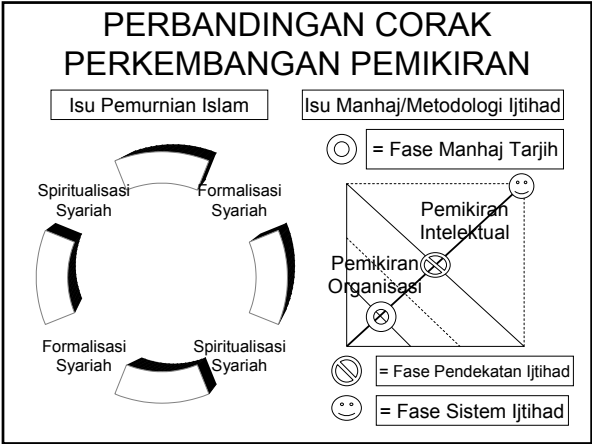 PERBANDINGAN CORAK
PERKEMBANGAN PEMIKIRAN
Isu Pemurnian Islam
Isu Manhaj/Metodologi Ijtihad
= Fase Manhaj Tarjih
Spiritualisasi
Syariah
Formalisasi
Syariah
Pemikiran
Intelektual
Pemikiran
Organisasi
Formalisasi
Syariah
Spiritualisasi
Syariah
= Fase Pendekatan Ijtihad
= Fase Sistem Ijtihad